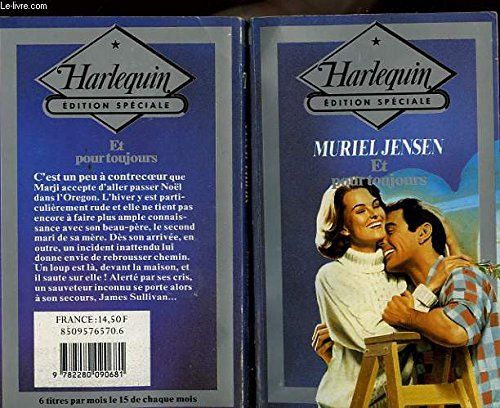 Le-livre.com
Harlequin
ÉDITION SPÉCIALE
Et
pour toujours
C'est un peu à contrecœur que
Marji accepte d'aller passer Noël
dans l'Oregon. L'hiver y est parti-
culièrement rude et elle ne tient pas
encore à faire plus ample connais-
sance avec son beau-père, le second
mari de sa mère. Dès son arrivée, en
outre, un incident inattendu lui
donne envie de rebrousser chemin.
Un loup est là, devant la maison, et
il saute sur elle ! Alerté par ses cris,
un sauveteur inconnu se porte alors
à son secours, James Sullivan...
FRANCE : 14,50 F
8509576570.6
9 782280 090681
6 titres par mois le 15 de chaque mois
Harlequin
ÉDITION SPÉCIALE
MURIEL JENSEN
Et
pour toujours